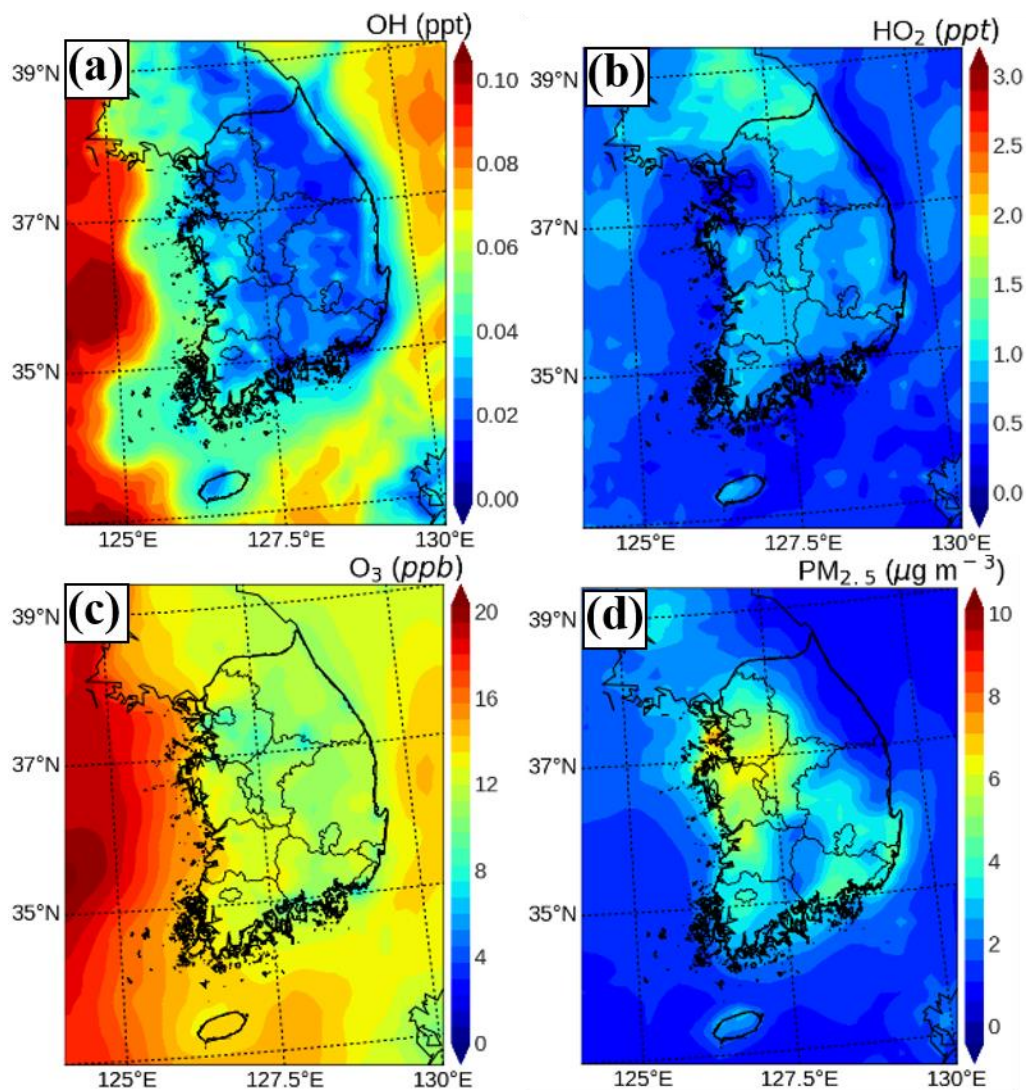 OH (ppt)
(a)
39°N
37°N
35°N
125°E
127.5°E
130°E
0.10
0.08
0.06
0.04
0.02
0.00
HO₂ (ppt)
(b)
39°N
37°N
35°N
125°E
127.5°E
130°E
3.0
2.5
2.0
1.5
1.0
0.5
0.0
O₃ (ppb)
(c)
39°N
37°N
35°N
125°E
127.5°E
130°E
20
16
12
8
4
0
PM₂.₅ (μg m⁻³)
(d)
39°N
37°N
35°N
125°E
127.5°E
130°E
10
8
6
4
2
0